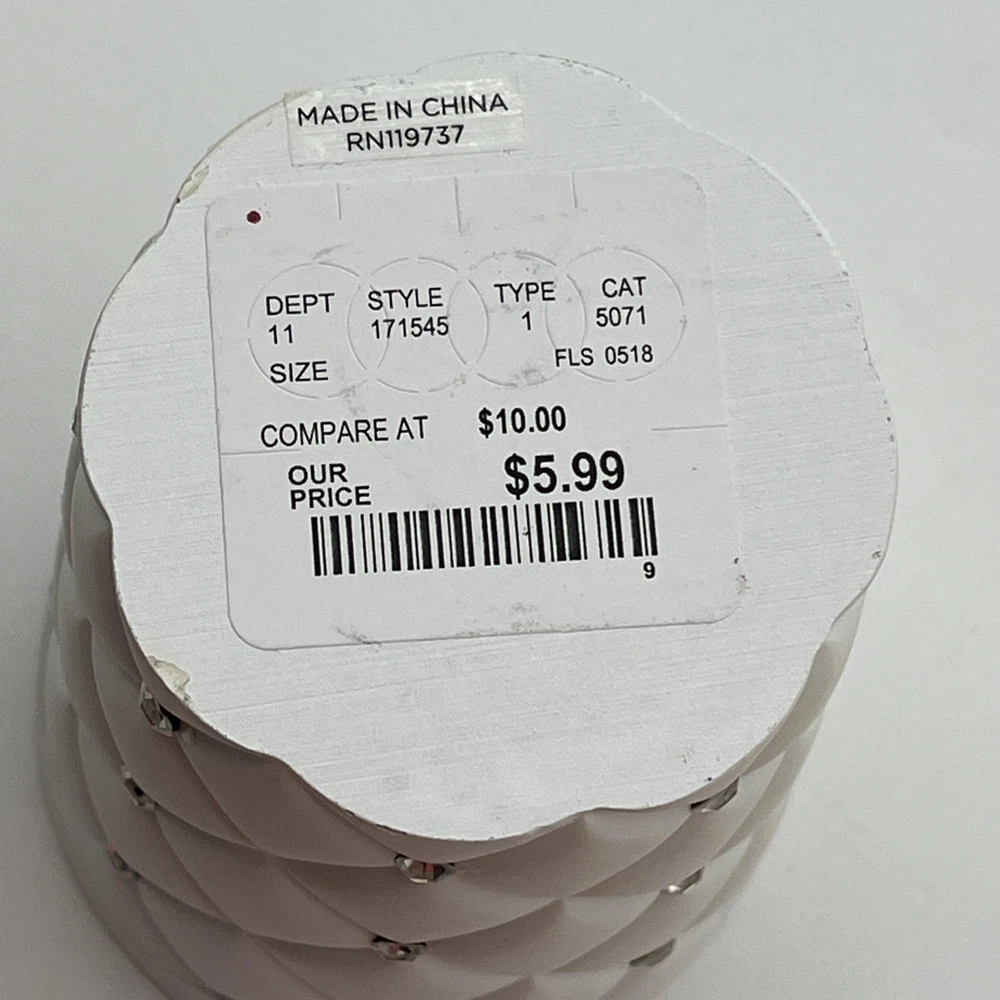 MADE IN CHINA
RN119737
DEPT STYLE TYPE CAT
11 171545 1 5071
SIZE FLS 0518
COMPARE AT $10.00
OUR PRICE $5.99
9